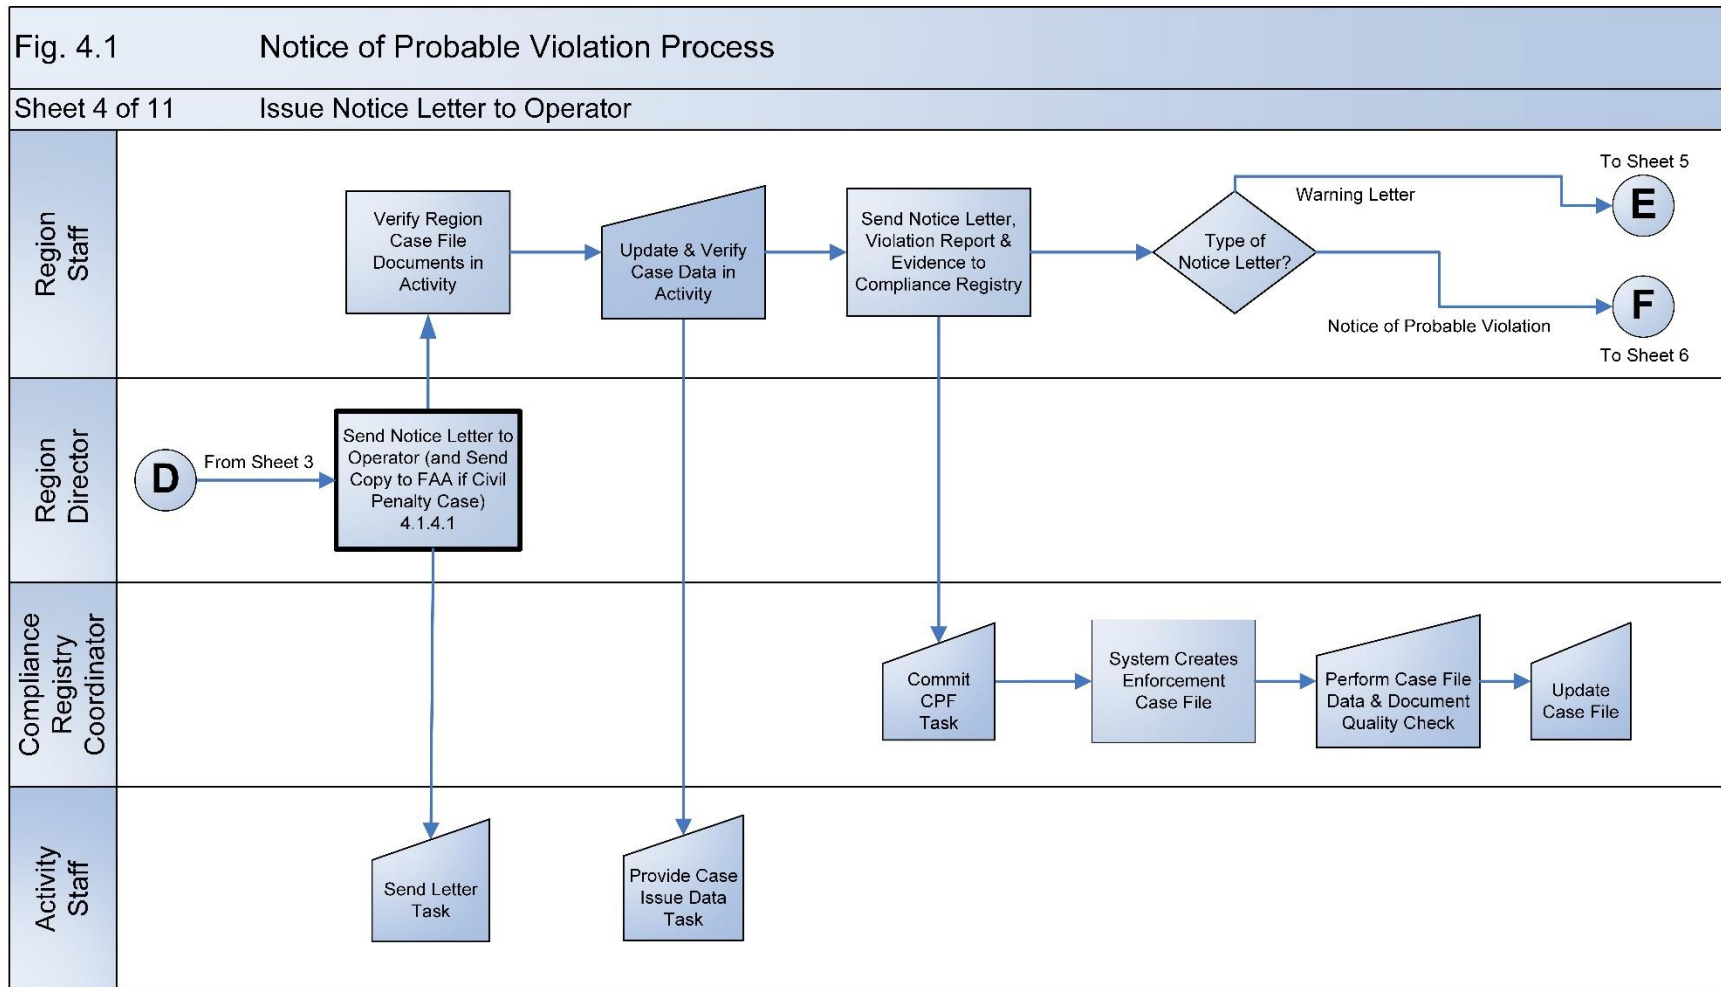 Fig. 4.1 Notice of Probable Violation Process
Sheet 4 of 11 Issue Notice Letter to Operator
Region
Staff
Verify Region
Case File
Documents in
Activity
Update & Verify
Case Data in
Activity
Send Notice Letter,
Violation Report &
Evidence to
Compliance Registry
Type of
Notice Letter?
Warning Letter
To Sheet 5
E
Notice of Probable Violation
F
To Sheet 6
Region
Director
D
From Sheet 3
Send Notice Letter to
Operator (and Send
Copy to FAA if Civil
Penalty Case)
4.1.4.1
Compliance
Registry
Coordinator
Commit
CPF
Task
System Creates
Enforcement
Case File
Perform Case File
Data & Document
Quality Check
Update
Case File
Activity
Staff
Send Letter
Task
Provide Case
Issue Data
Task